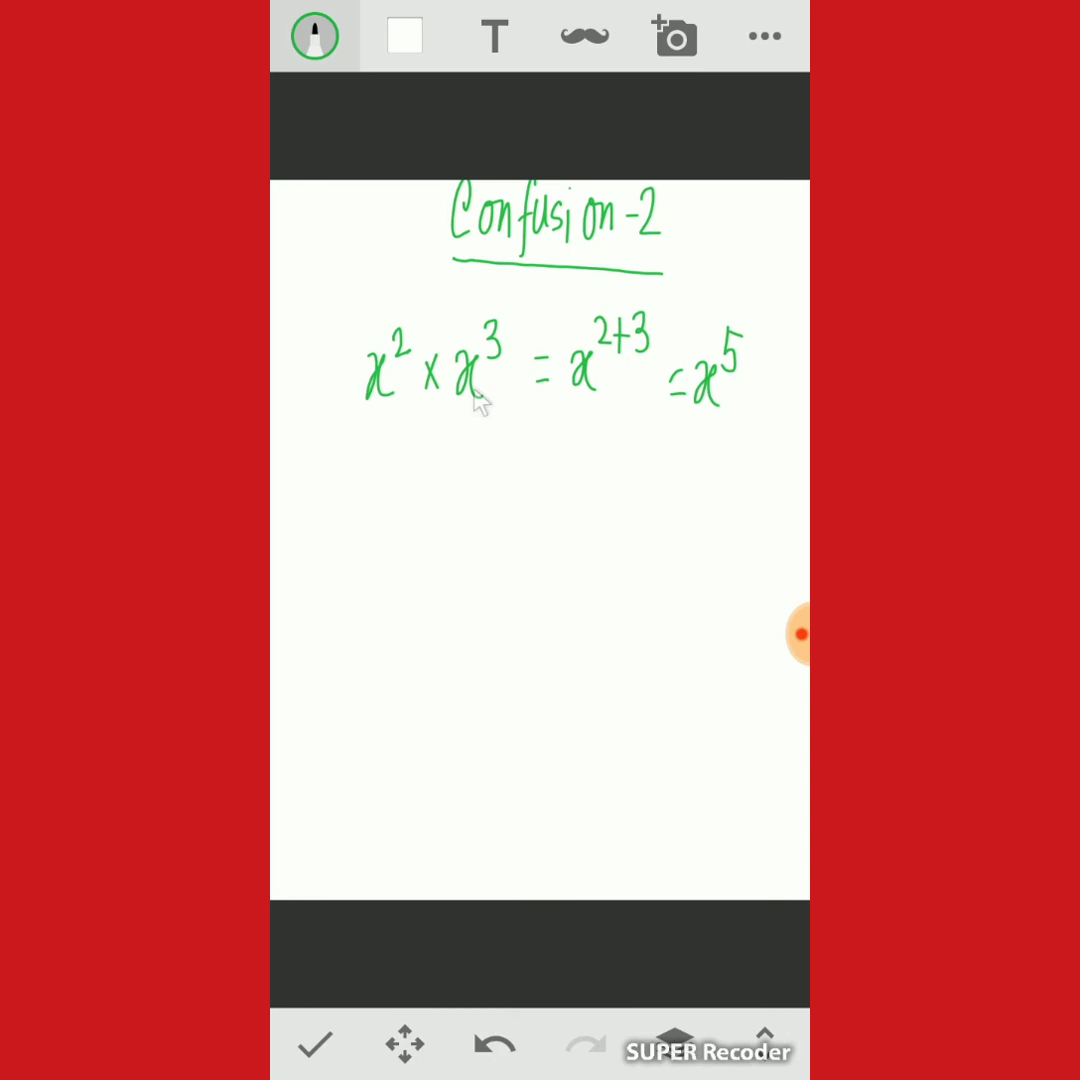 T
Confusion-2
x² × x³ = x²⁺³ = x⁵
SUPER Recoder